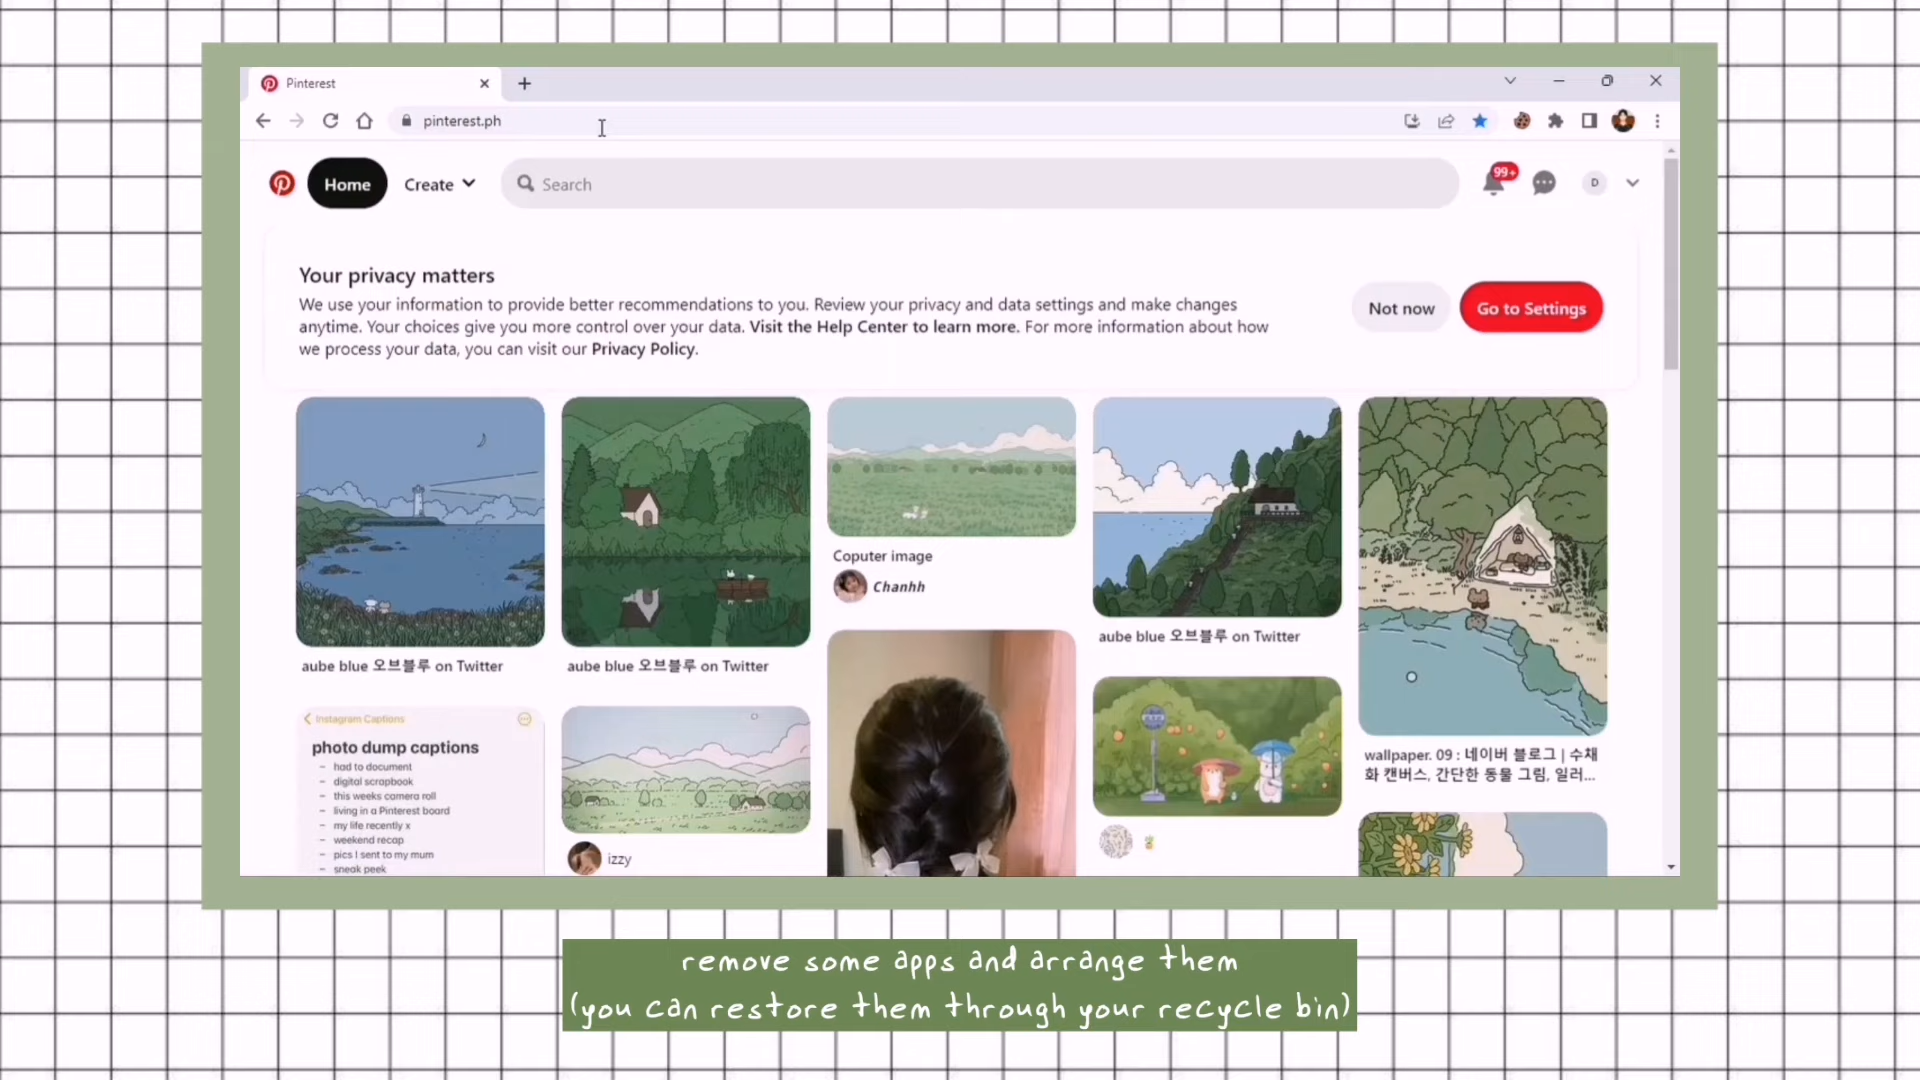 Pinterest
pinterest.ph
Home
Create
Search
99+
D
Your privacy matters
We use your information to provide better recommendations to you. Review your privacy and data settings and make changes
anytime. Your choices give you more control over your data. Visit the Help Center to learn more. For more information about how
we process your data, you can visit our Privacy Policy.
Not now
Go to Settings
aube blue 오브블루 on Twitter
aube blue 오브블루 on Twitter
Coputer image
Chanhh
aube blue 오브블루 on Twitter
wallpaper. 09 : 네이버 블로그 | 수채
화 캔버스, 간단한 동물 그림, 일러...
Instagram Captions
photo dump captions
- had to document
- digital scrapbook
- this weeks camera roll
- living in a Pinterest board
- my life recently x
- weekend recap
- pics I sent to my mum
- sneak peek
izzy
remove some apps and arrange them
(you can restore them through your recycle bin)